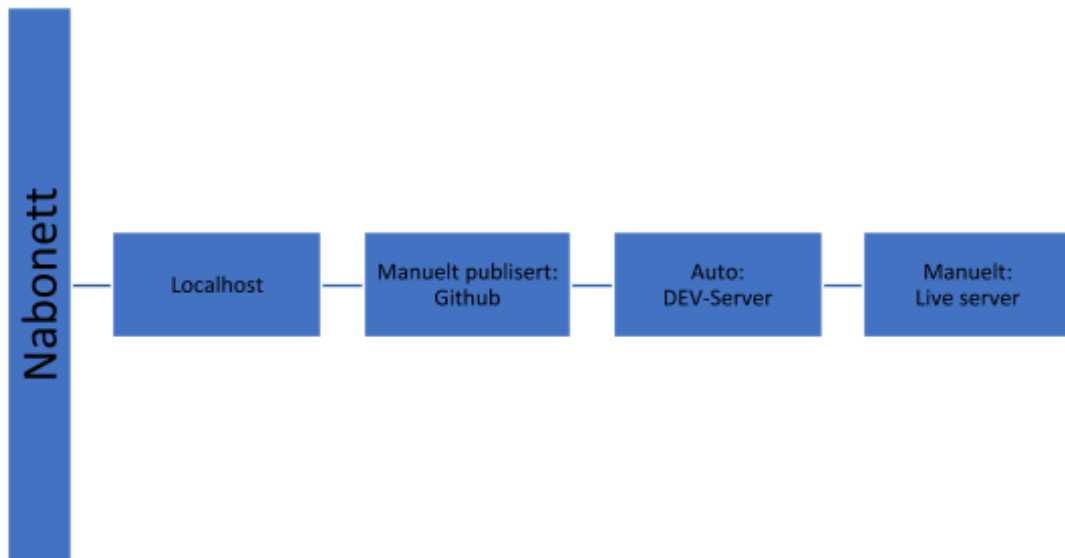 Nabonett
Localhost
Manuelt publisert:
Github
Auto:
DEV-Server
Manuelt:
Live server